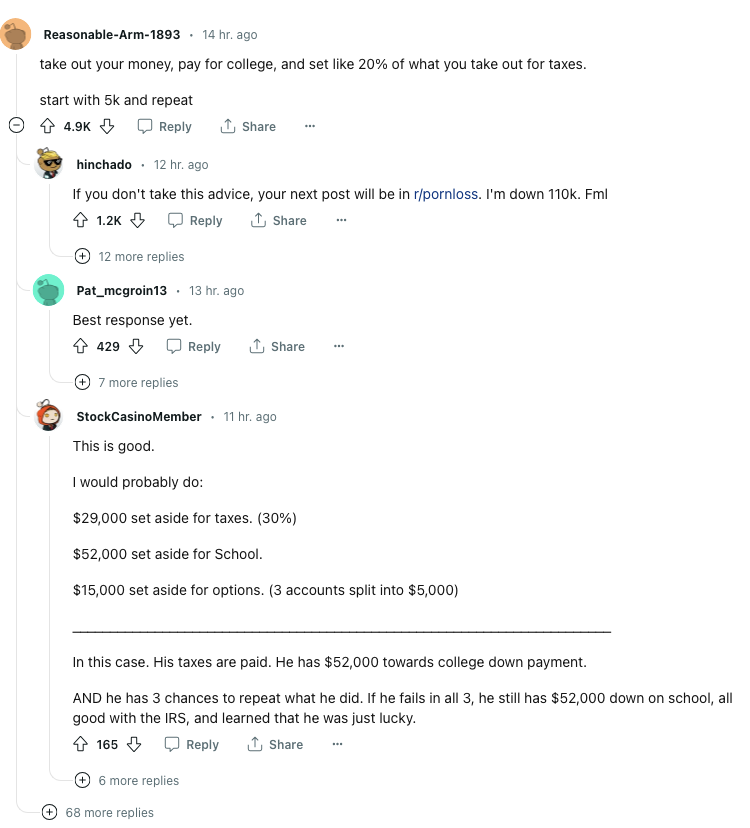 Reasonable-Arm-1893 • 14 hr. ago
take out your money, pay for college, and set like 20% of what you take out for taxes.
start with 5k and repeat
4.9K Reply Share ...
hinchado • 12 hr. ago
If you don't take this advice, your next post will be in r/pornloss. I'm down 110k. Fml
1.2K Reply Share ...
12 more replies
Pat_mcgroin13 • 13 hr. ago
Best response yet.
429 Reply Share ...
7 more replies
StockCasinoMember • 11 hr. ago
This is good.
I would probably do:
$29,000 set aside for taxes. (30%)
$52,000 set aside for School.
$15,000 set aside for options. (3 accounts split into $5,000)
In this case. His taxes are paid. He has $52,000 towards college down payment.
AND he has 3 chances to repeat what he did. If he fails in all 3, he still has $52,000 down on school, all
good with the IRS, and learned that he was just lucky.
165 Reply Share ...
6 more replies
68 more replies